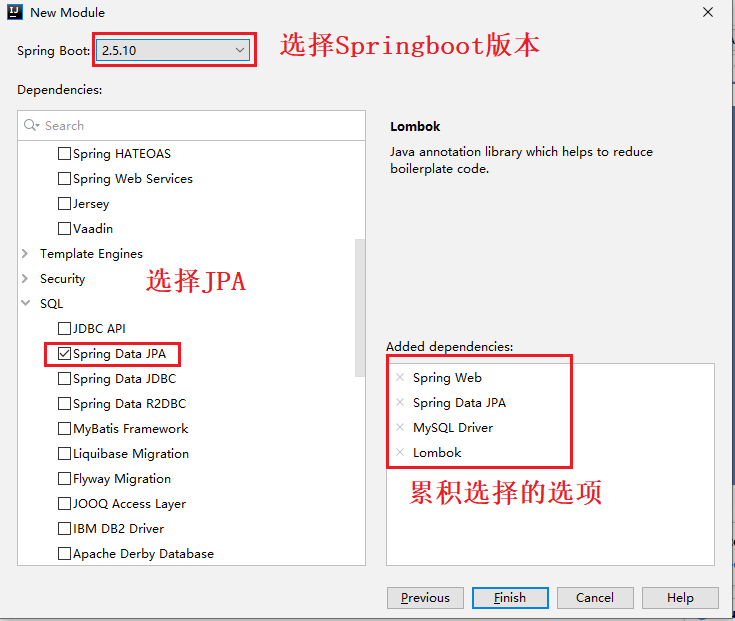 New Module
Spring Boot: 2.5.10
选择Springboot版本
Dependencies:
Search
Spring HATEOAS
Spring Web Services
Jersey
Vaadin
Template Engines
Security
选择JPA
SQL
JDBC API
Spring Data JPA
Spring Data JDBC
Spring Data R2DBC
MyBatis Framework
Liquibase Migration
Flyway Migration
JOOQ Access Layer
IBM DB2 Driver
Apache Derby Database
Lombok
Java annotation library which helps to reduce
boilerplate code.
Added dependencies:
Spring Web
Spring Data JPA
MySQL Driver
Lombok
累积选择的选项
Previous
Finish
Cancel
Help